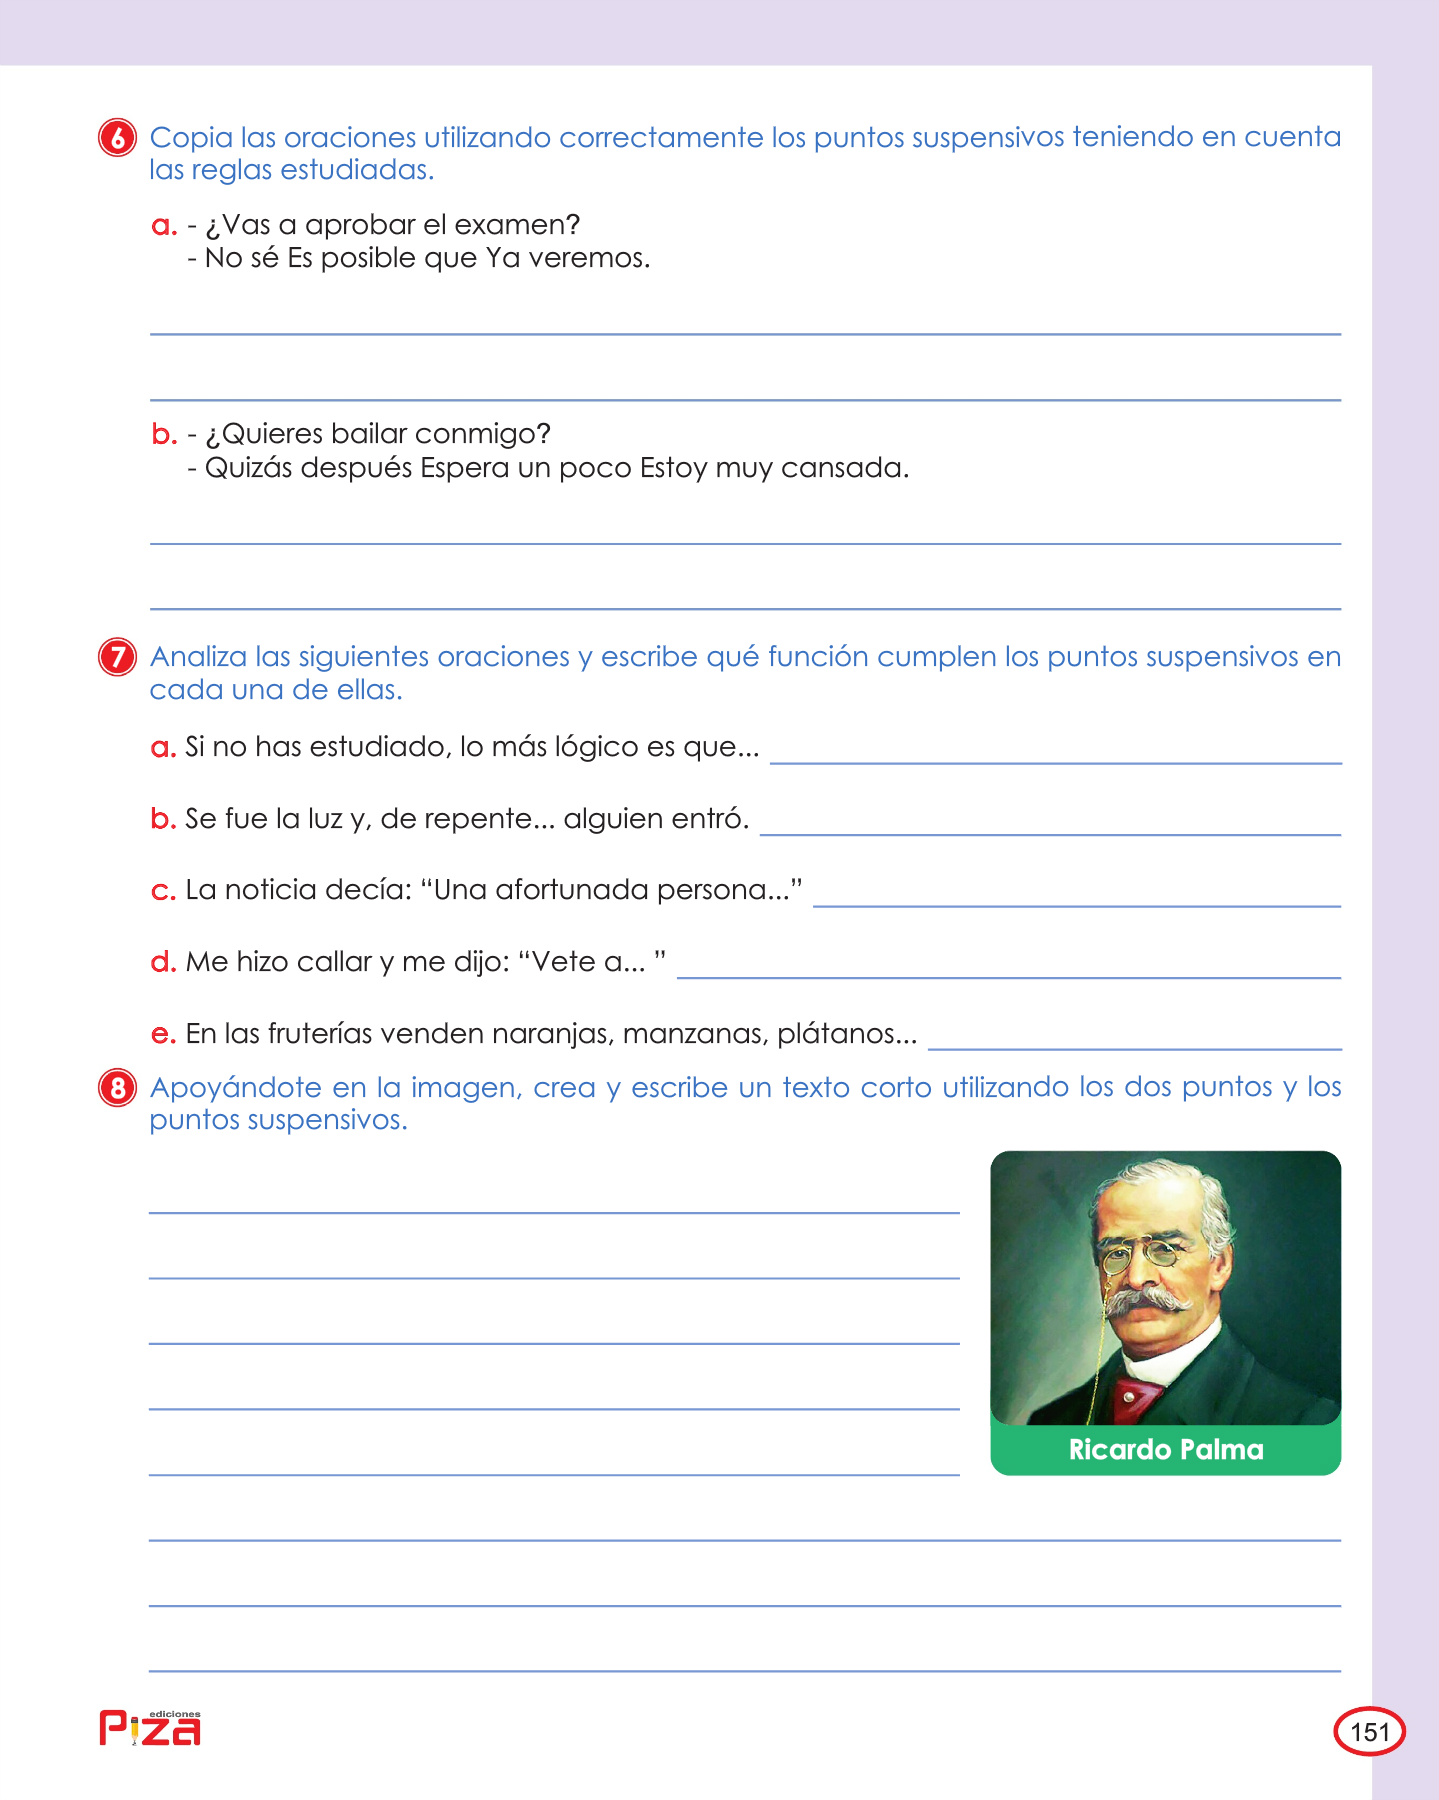 6 Copia las oraciones utilizando correctamente los puntos suspensivos teniendo en cuenta
las reglas estudiadas.
a. - ¿Vas a aprobar el examen?
- No sé Es posible que Ya veremos.
b. - ¿Quieres bailar conmigo?
- Quizás después Espera un poco Estoy muy cansada.
7 Analiza las siguientes oraciones y escribe qué función cumplen los puntos suspensivos en
cada una de ellas.
a. Si no has estudiado, lo más lógico es que...
b. Se fue la luz y, de repente... alguien entró.
c. La noticia decía: “Una afortunada persona...”
d. Me hizo callar y me dijo: “Vete a... ”
e. En las fruterías venden naranjas, manzanas, plátanos...
8 Apoyándote en la imagen, crea y escribe un texto corto utilizando los dos puntos y los
puntos suspensivos.
Ricardo Palma
ediciones
Piza
151